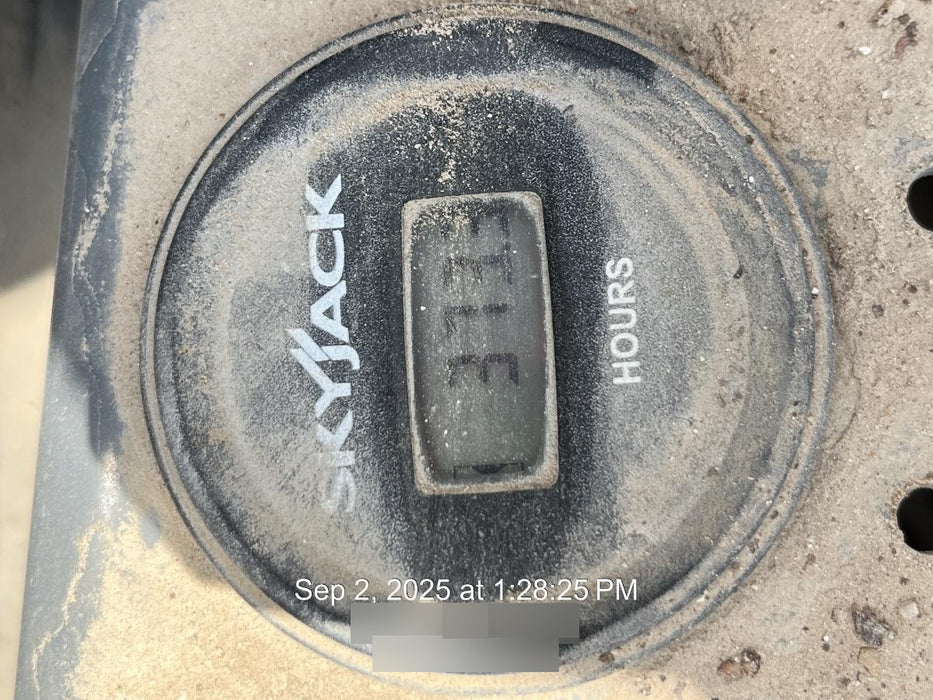 SKYJACK
HOURS
Sep 2, 2025 at 1:28:25 PM